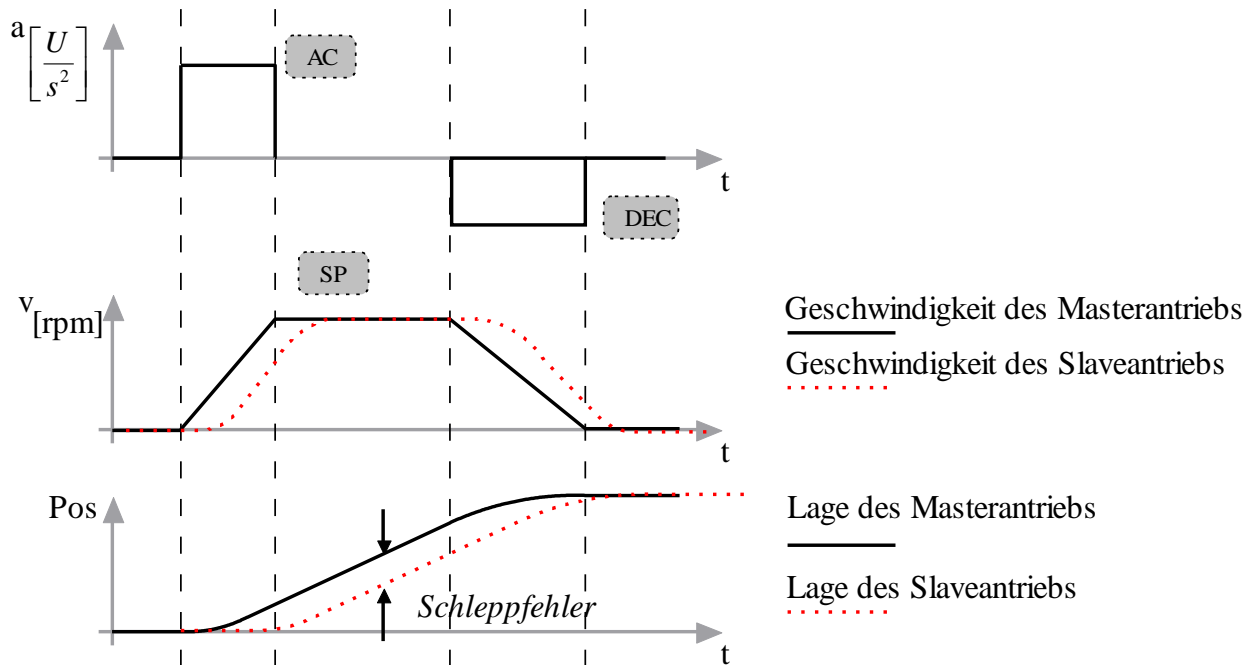 a [U/s²]
AC
t
DEC
SP
v [rpm]
Geschwindigkeit des Masterantriebs
Geschwindigkeit des Slaveantriebs
t
Pos
Lage des Masterantriebs
Lage des Slaveantriebs
Schleppfehler
t